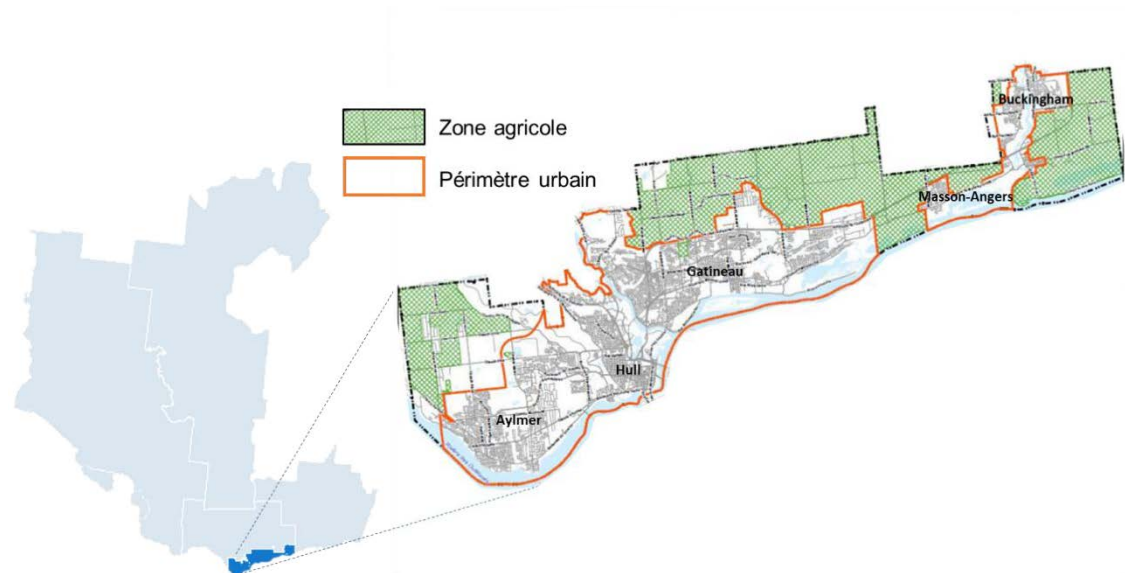 Zone agricole
Périmètre urbain
Buckingham
Masson-Angers
Gatineau
Hull
Aylmer